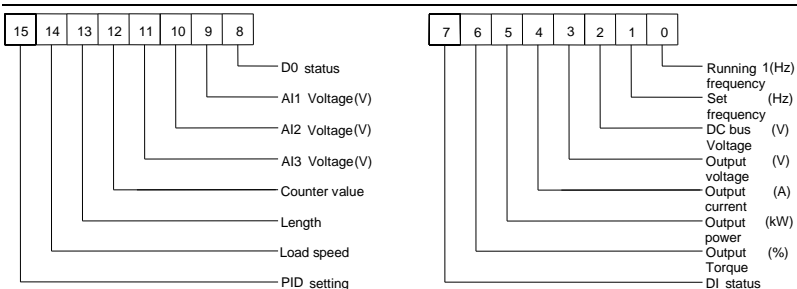 15 14 13 12 11 10 9 8
D0 status
AI1 Voltage(V)
AI2 Voltage(V)
AI3 Voltage(V)
Counter value
Length
Load speed
PID setting
7 6 5 4 3 2 1 0
Running 1(Hz)
frequency
Set (Hz)
frequency
DC bus (V)
Voltage
Output (V)
voltage
Output (A)
current
Output (kW)
power
Output (%)
Torque
DI status